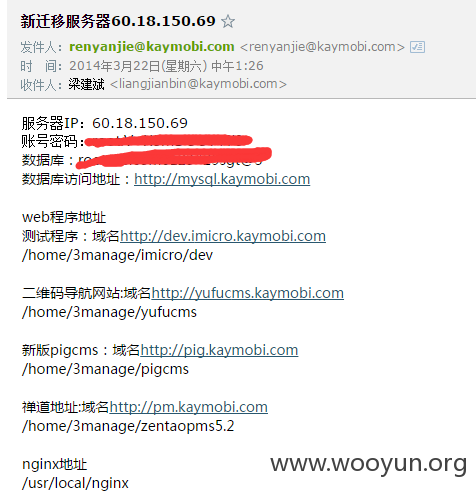 新迁移服务器60.18.150.69
发件人：renyanjie@kaymobi.com <renyanjie@kaymobi.com>
时 间：2014年3月22日(星期六) 中午1:26
收件人：梁建斌 <liangjianbin@kaymobi.com>
服务器IP：60.18.150.69
账号密码：
数据库：
数据库访问地址：http://mysql.kaymobi.com
web程序地址
测试程序：域名http://dev.imicro.kaymobi.com
/home/3manage/imicro/dev
二维码导航网站:域名http://yufucms.kaymobi.com
/home/3manage/yufucms
新版pigcms：域名http://pig.kaymobi.com
/home/3manage/pigcms
禅道地址:域名http://pm.kaymobi.com
/home/3manage/zentaopms5.2
nginx地址
/usr/local/nginx
www.wooyun.org